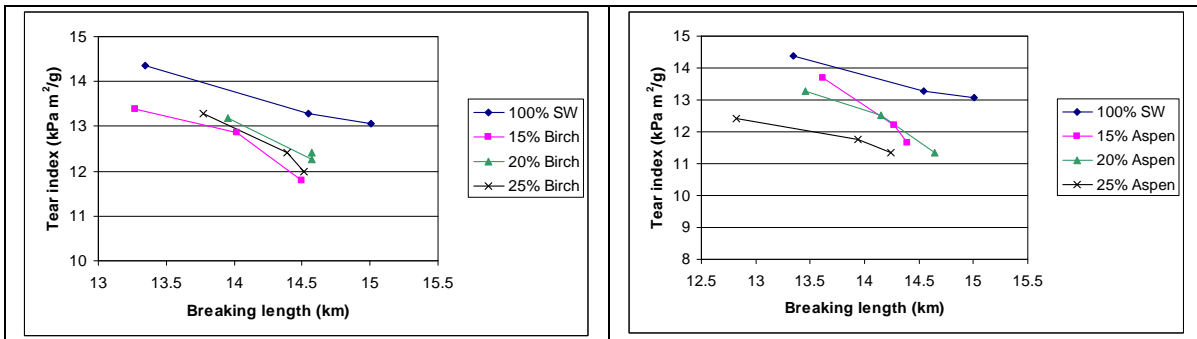 15
14
13
12
11
10
Tear index (kPa m²/g)
13 13.5 14 14.5 15 15.5
Breaking length (km)
100% SW
15% Birch
20% Birch
25% Birch
15
14
13
12
11
10
9
8
Tear index (kPa m²/g)
12.5 13 13.5 14 14.5 15 15.5
Breaking length (km)
100% SW
15% Aspen
20% Aspen
25% Aspen